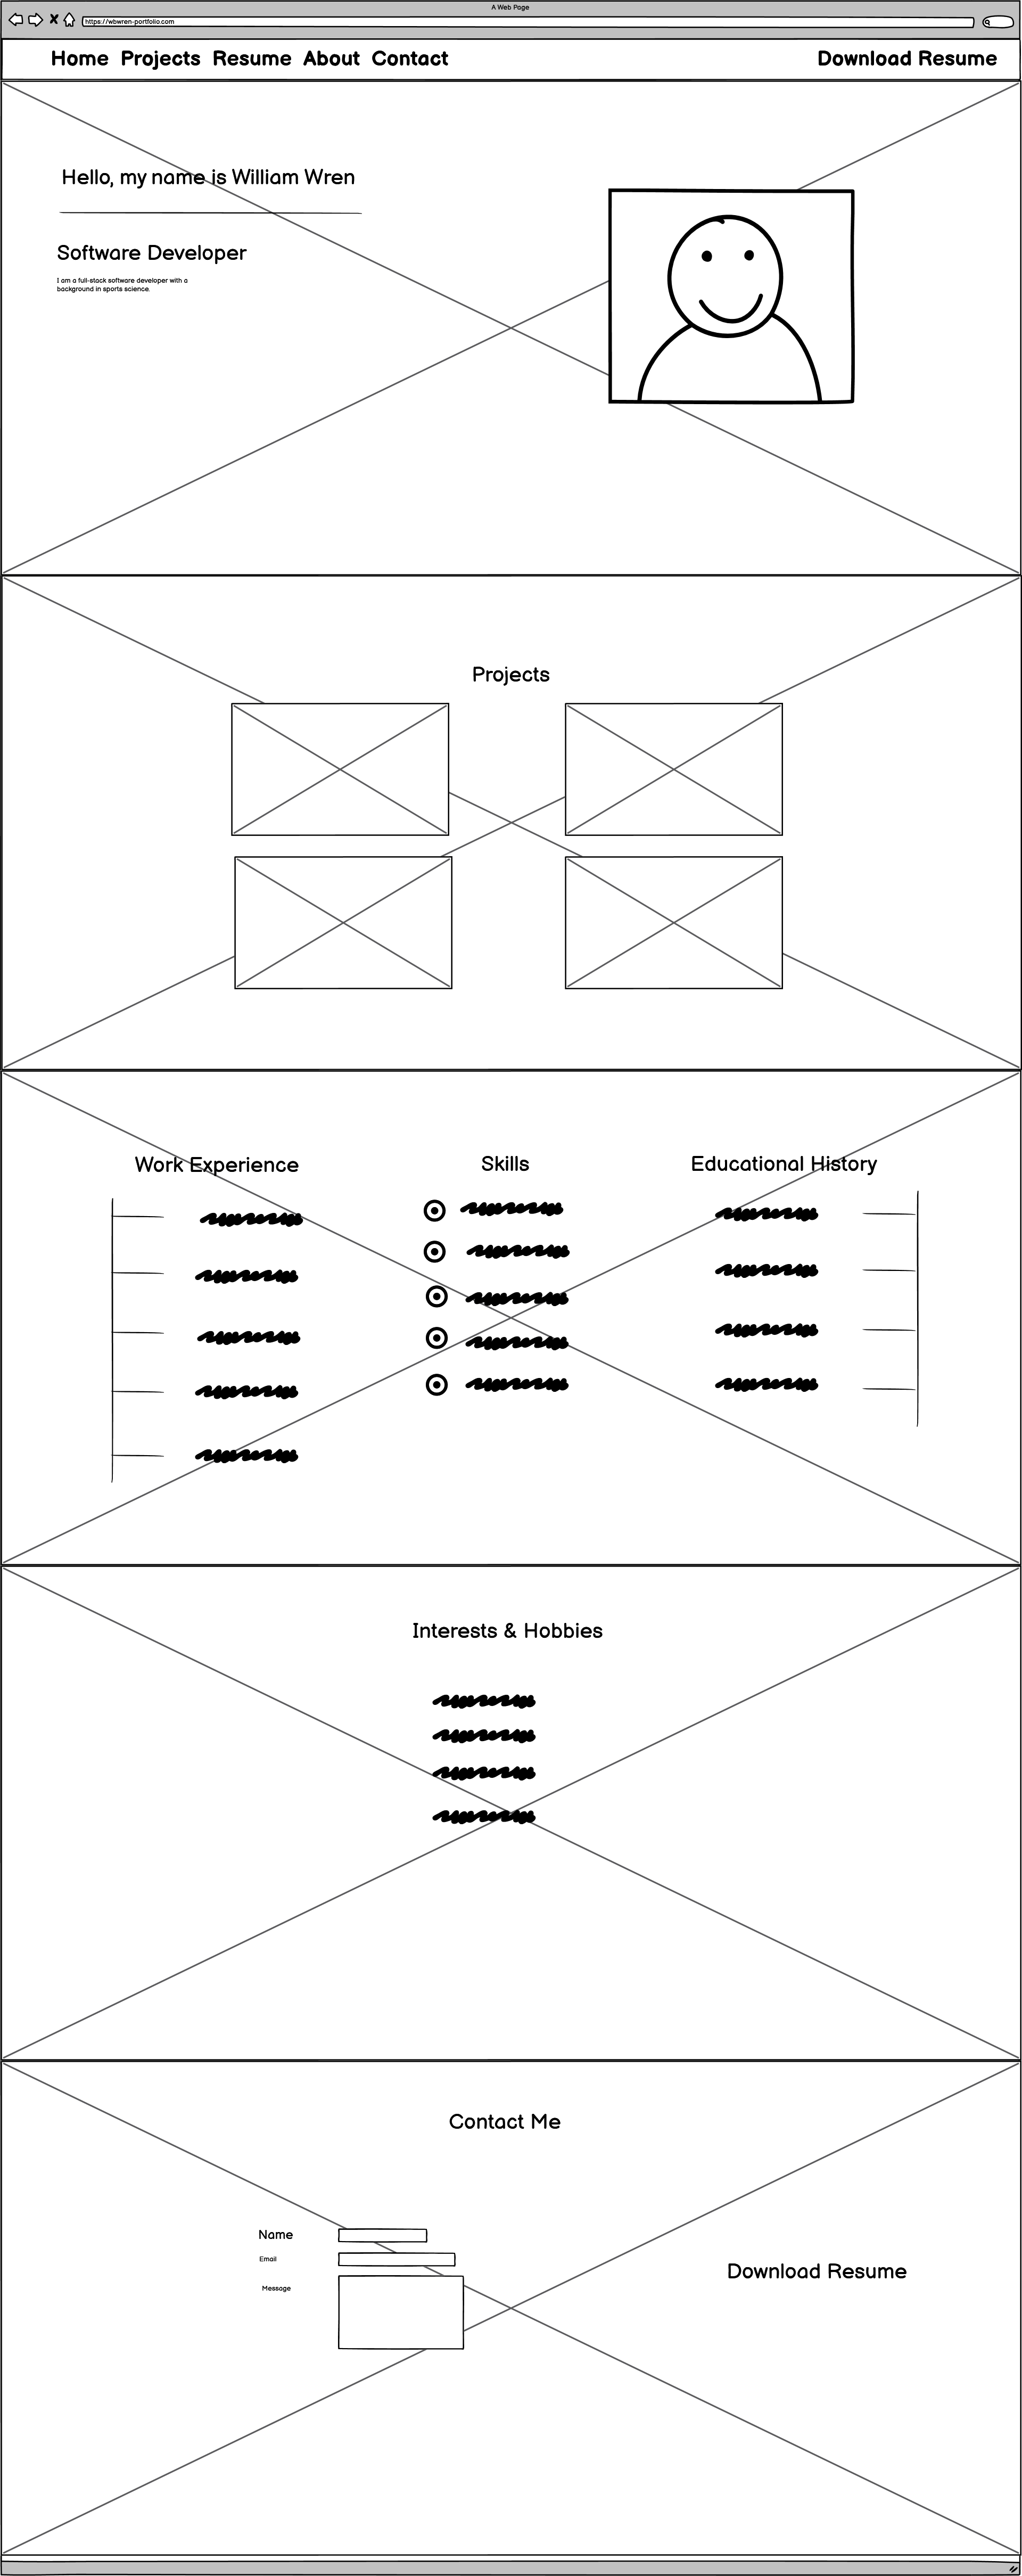 A Web Page
https://wbwren-portfolio.com
Home Projects Resume About Contact Download Resume
Hello, my name is William Wren
Software Developer
I am a full-stack software developer with a
background in sports science.
Projects
Work Experience
Skills
Educational History
Interests & Hobbies
Contact Me
Name
Email
Message
Download Resume